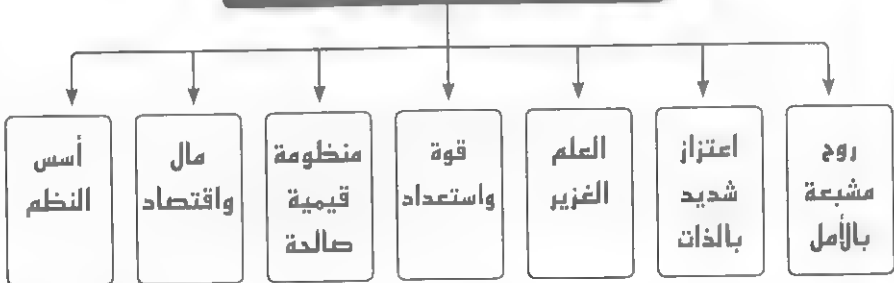 روح
مشبعة
بالأمل
اعتزاز
شديد
بالذات
العلم
الغزير
قوة
واستعداد
منظومة
قيمية
صالحة
مال
واقتصاد
أسس
النظم